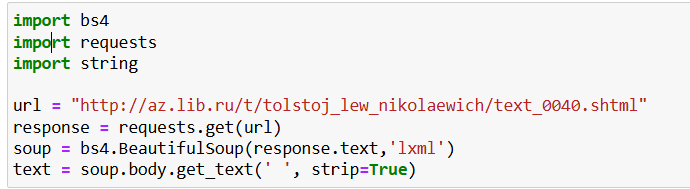 import bs4
import requests
import string
url = "http://az.lib.ru/t/tolstoj_lew_nikolaewich/text_0040.shtml"
response = requests.get(url)
soup = bs4.BeautifulSoup(response.text,'lxml')
text = soup.body.get_text(' ', strip=True)